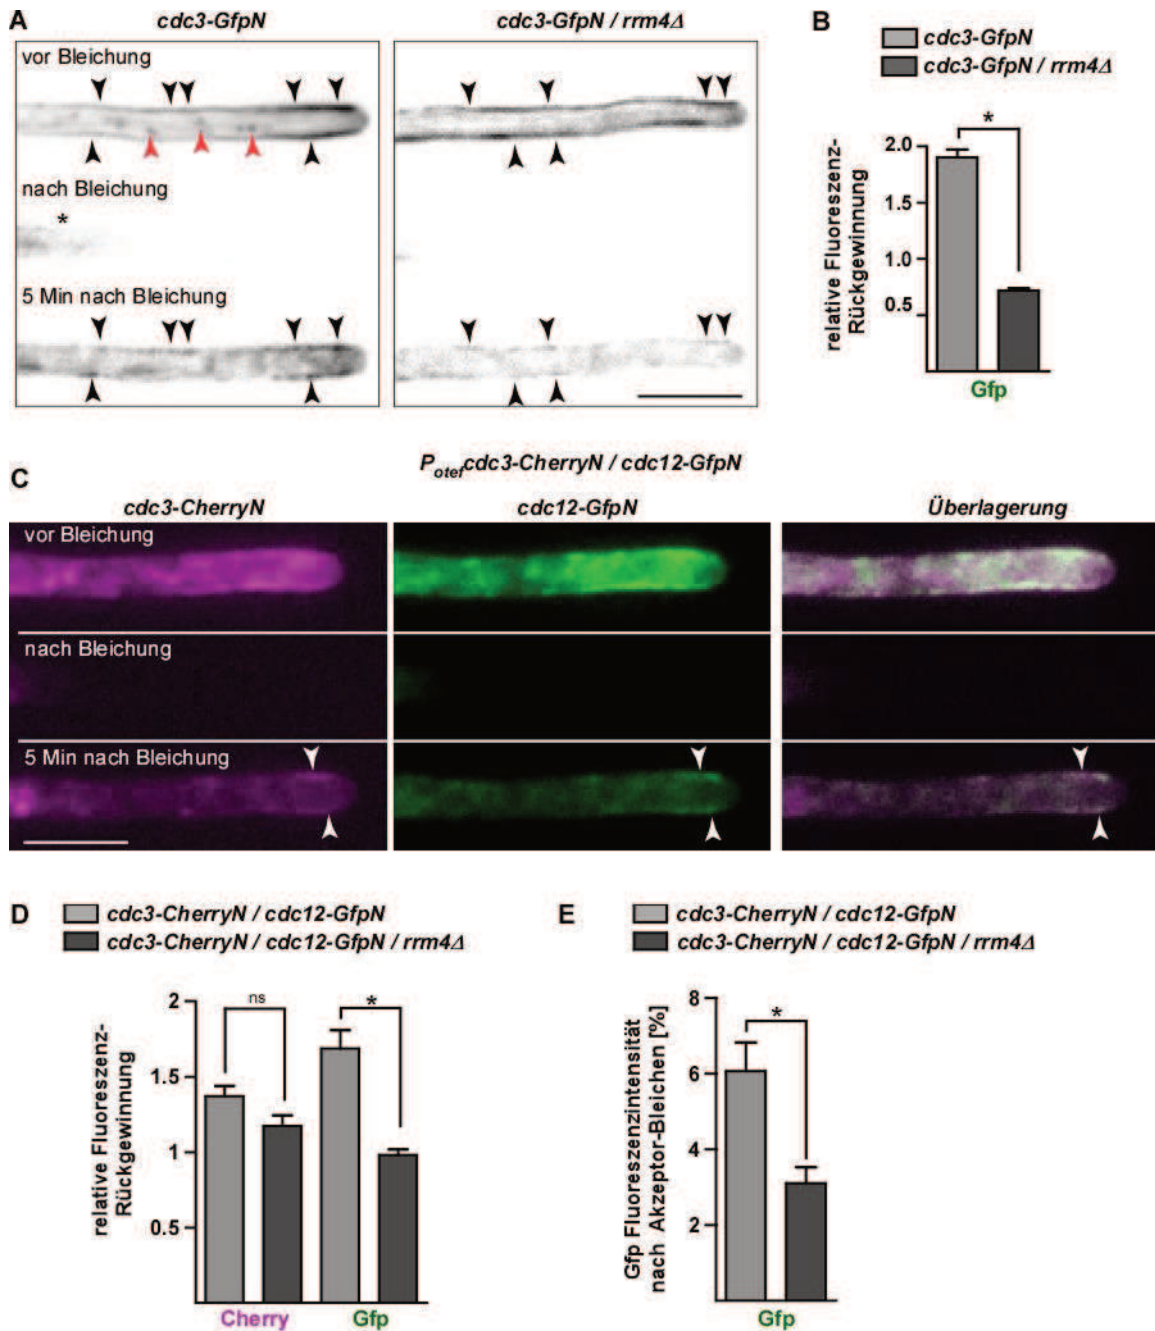 A
cdc3-GfpN
cdc3-GfpN / rrm4Δ
vor Bleichung
nach Bleichung
*
5 Min nach Bleichung
B
cdc3-GfpN
cdc3-GfpN / rrm4Δ
*
2.0
1.5
1.0
0.5
relative Fluoreszenz-
Rückgewinnung
Gfp
C
Potefcdc3-CherryN / cdc12-GfpN
cdc3-CherryN
cdc12-GfpN
Überlagerung
vor Bleichung
nach Bleichung
5 Min nach Bleichung
D
cdc3-CherryN / cdc12-GfpN
cdc3-CherryN / cdc12-GfpN / rrm4Δ
ns
*
2
1.5
1
0.5
relative Fluoreszenz-
Rückgewinnung
Cherry
Gfp
E
cdc3-CherryN / cdc12-GfpN
cdc3-CherryN / cdc12-GfpN / rrm4Δ
*
8
6
4
2
Gfp Fluoreszenzintensität
nach Akzeptor-Bleichen [%]
Gfp